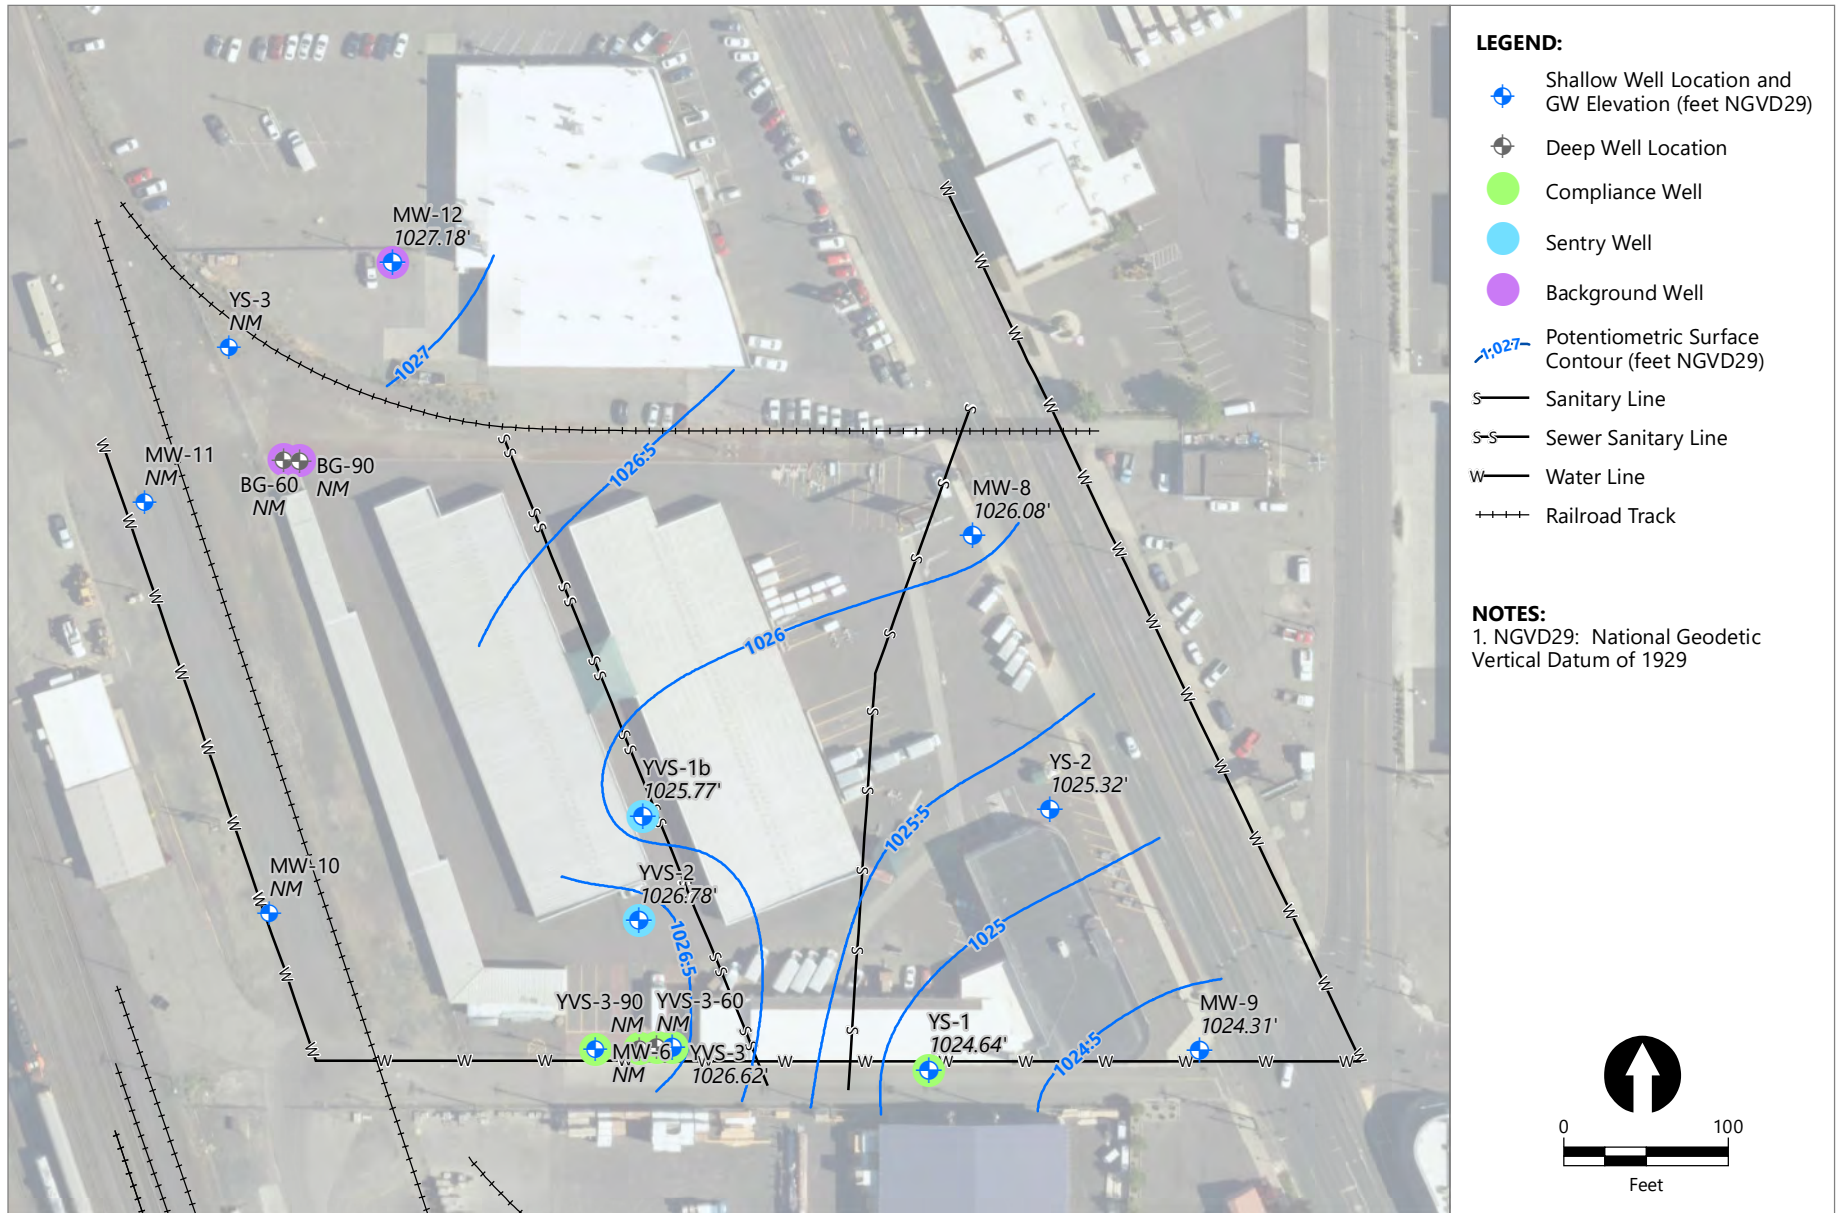 MW-12
1027.18'
YS-3
NM
1027
MW-11
NM
BG-60
NM
BG-90
NM
1026.5
MW-8
1026.08'
1026
YVS-1b
1025.77'
YS-2
1025.32'
1025.5
MW-10
NM
YVS-2
1026.78'
1026.5
1025
YVS-3-90
NM
YVS-3-60
NM
MW-6
NM
YVS-3
1026.62'
YS-1
1024.64'
MW-9
1024.31'
1024.5
LEGEND:
Shallow Well Location and
GW Elevation (feet NGVD29)
Deep Well Location
Compliance Well
Sentry Well
Background Well
1,027
Potentiometric Surface
Contour (feet NGVD29)
S
Sanitary Line
S S
Sewer Sanitary Line
W
Water Line
Railroad Track
NOTES:
1. NGVD29: National Geodetic
Vertical Datum of 1929
0 100
Feet